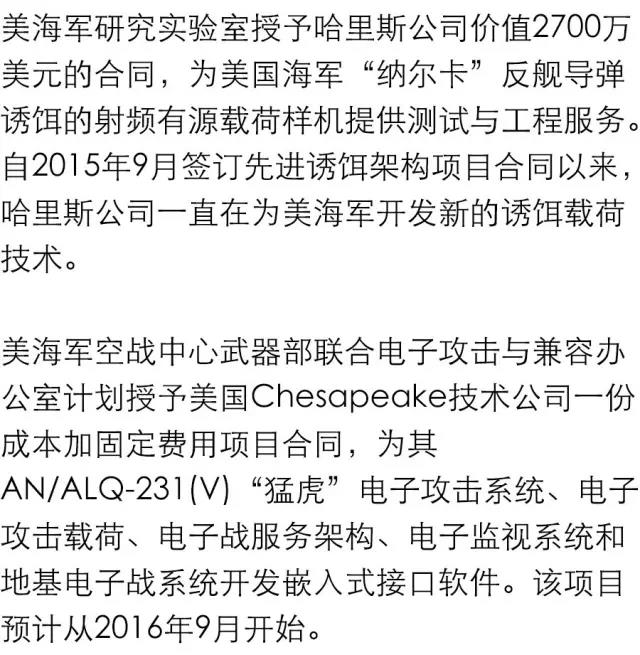 美海军研究实验室授予哈里斯公司价值2700万
美元的合同，为美国海军“纳尔卡”反舰导弹
诱饵的射频有源载荷样机提供测试与工程服务。
自2015年9月签订先进诱饵架构项目合同以来，
哈里斯公司一直在为美海军开发新的诱饵载荷
技术。
美海军空战中心武器部联合电子攻击与兼容办
公室计划授予美国Chesapeake技术公司一份
成本加固定费用项目合同，为其
AN/ALQ-231(V)“猛虎”电子攻击系统、电子
攻击载荷、电子战服务架构、电子监视系统和
地基电子战系统开发嵌入式接口软件。该项目
预计从2016年9月开始。